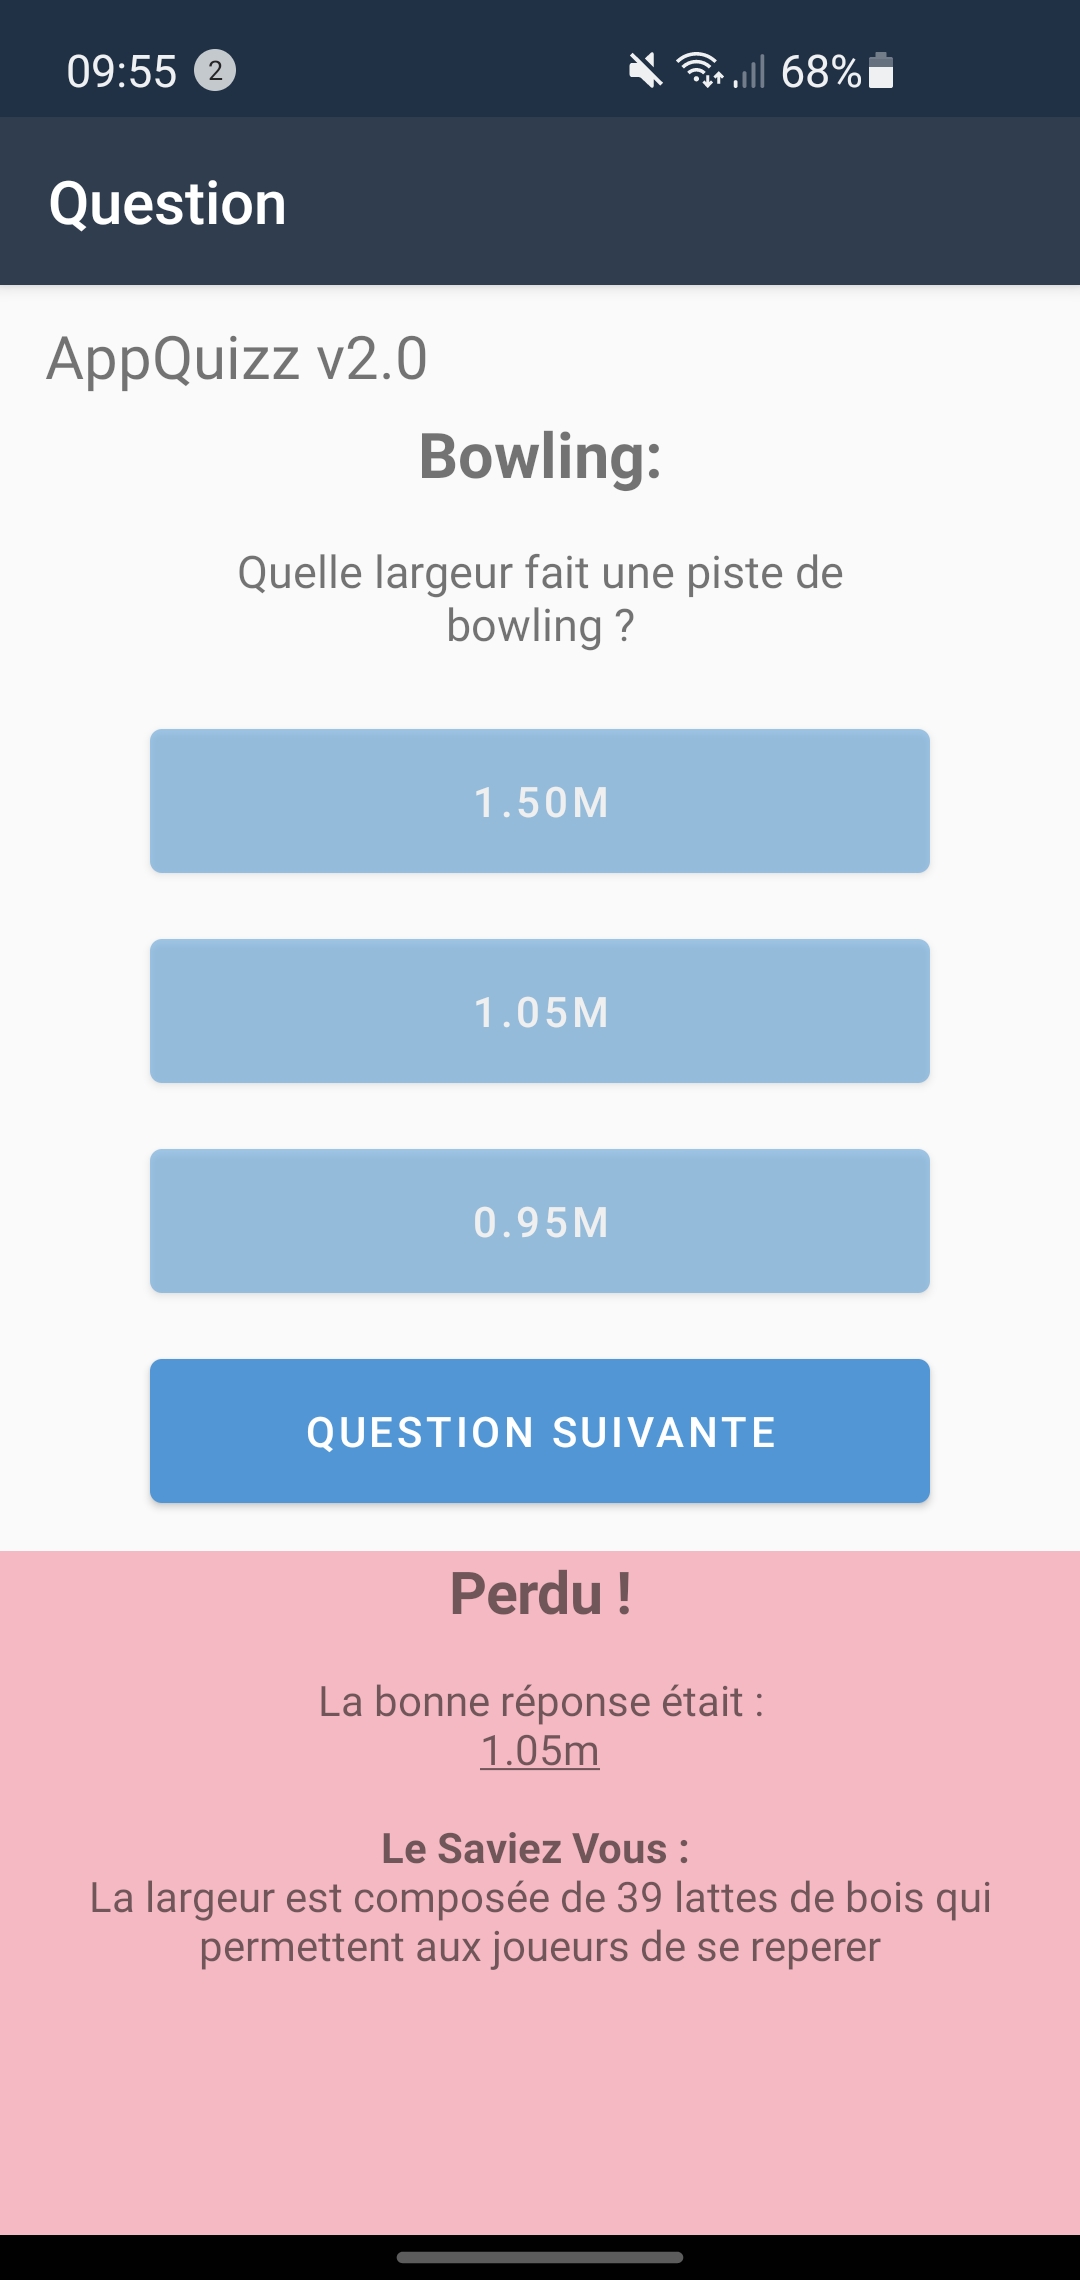 09:55 2 68%
Question
AppQuizz v2.0
Bowling:
Quelle largeur fait une piste de
bowling ?
1.50M
1.05M
0.95M
QUESTION SUIVANTE
Perdu !
La bonne réponse était :
1.05m
Le Saviez Vous :
La largeur est composée de 39 lattes de bois qui
permettent aux joueurs de se reperer